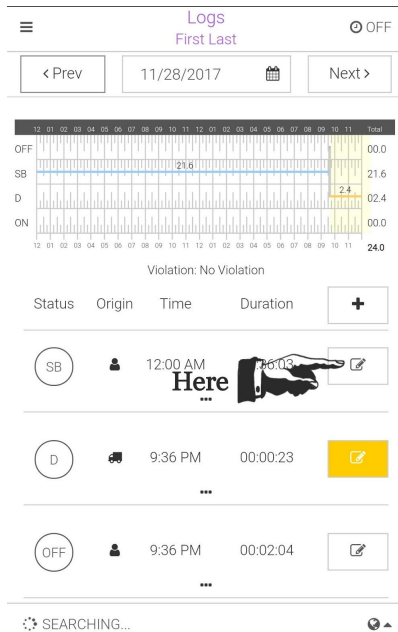 Logs
First Last
OFF
Prev
11/28/2017
Next
12 01 02 03 04 05 06 07 08 09 10 11 12 01 02 03 04 05 06 07 08 09 10 11 Total
OFF 00.0
SB 21.6 21.6
D 2.4 02.4
ON 00.0
12 01 02 03 04 05 06 07 08 09 10 11 12 01 02 03 04 05 06 07 08 09 10 11 24.0
Violation: No Violation
Status Origin Time Duration
SB 12:00 AM :36:03
Here
D 9:36 PM 00:00:23
OFF 9:36 PM 00:02:04
SEARCHING...